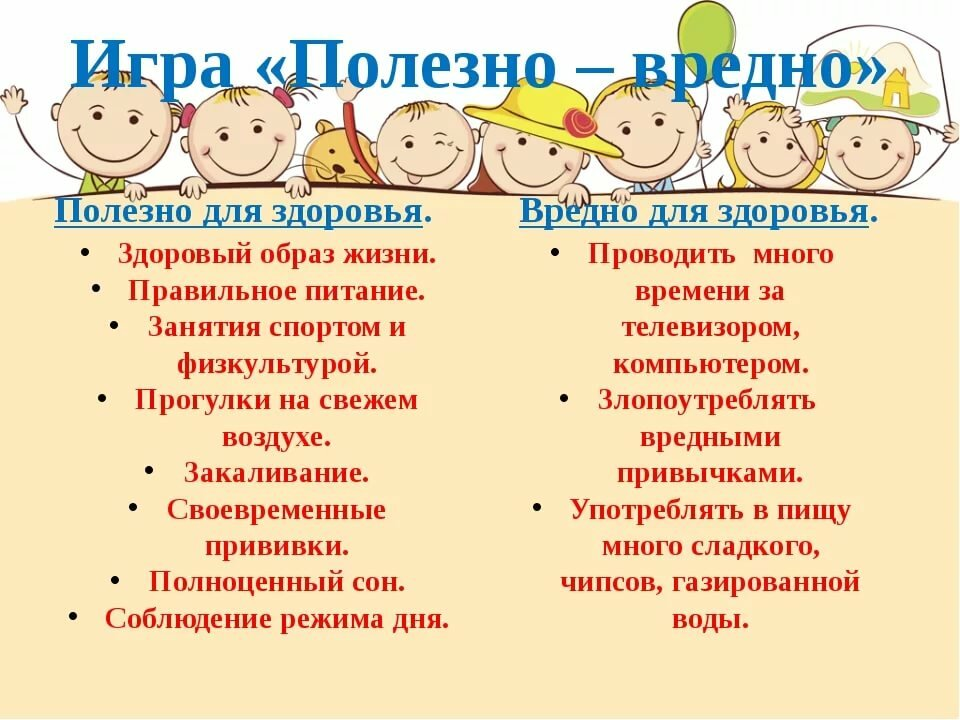 Игра «Полезно – вредно»
Полезно для здоровья.
• Здоровый образ жизни.
• Правильное питание.
• Занятия спортом и
физкультурой.
• Прогулки на свежем
воздухе.
• Закаливание.
• Своевременные
прививки.
• Полноценный сон.
• Соблюдение режима дня.
Вредно для здоровья.
• Проводить много
времени за
телевизором,
компьютером.
• Злопоутреблять
вредными
привычками.
• Употреблять в пищу
много сладкого,
чипсов, газированной
воды.